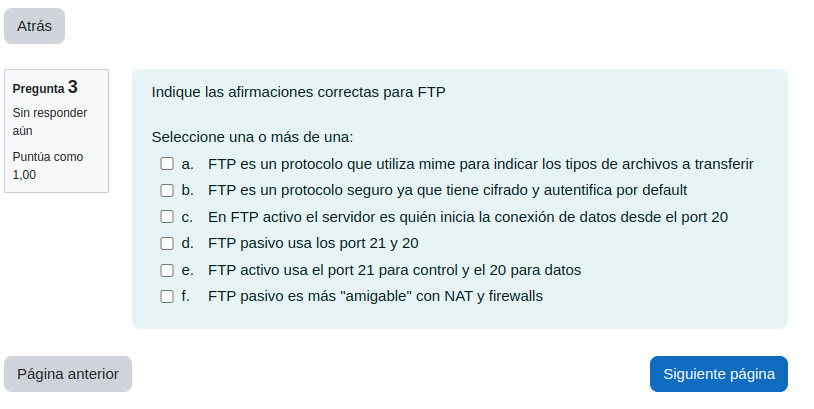 Atrás
Pregunta 3
Sin responder
aún
Puntúa como
1,00
Indique las afirmaciones correctas para FTP
Seleccione una o más de una:
a. FTP es un protocolo que utiliza mime para indicar los tipos de archivos a transferir
b. FTP es un protocolo seguro ya que tiene cifrado y autentifica por default
c. En FTP activo el servidor es quién inicia la conexión de datos desde el port 20
d. FTP pasivo usa los port 21 y 20
e. FTP activo usa el port 21 para control y el 20 para datos
f. FTP pasivo es más "amigable" con NAT y firewalls
Página anterior
Siguiente página